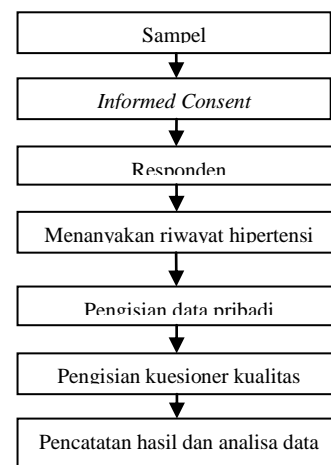 Sampel
Informed Consent
Responden
Menanyakan riwayat hipertensi
Pengisian data pribadi
Pengisian kuesioner kualitas
Pencatatan hasil dan analisa data